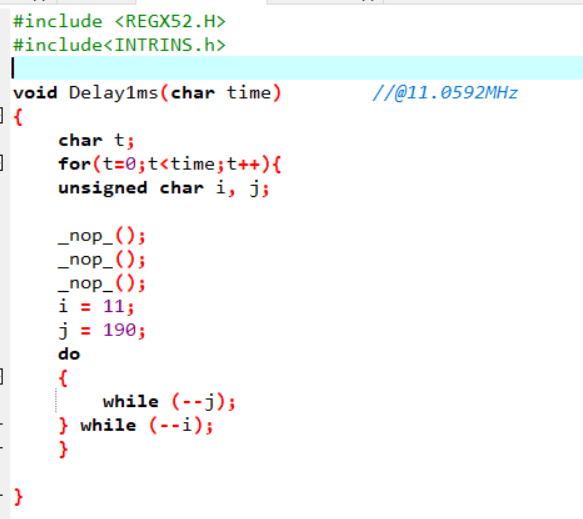 #include <REGX52.H>
#include<INTRINS.h>
void Delay1ms(char time)        //@11.0592MHz
{
    char t;
    for(t=0;t<time;t++){
    unsigned char i, j;
    _nop_();
    _nop_();
    _nop_();
    i = 11;
    j = 190;
    do
    {
        while (--j);
    } while (--i);
    }
}